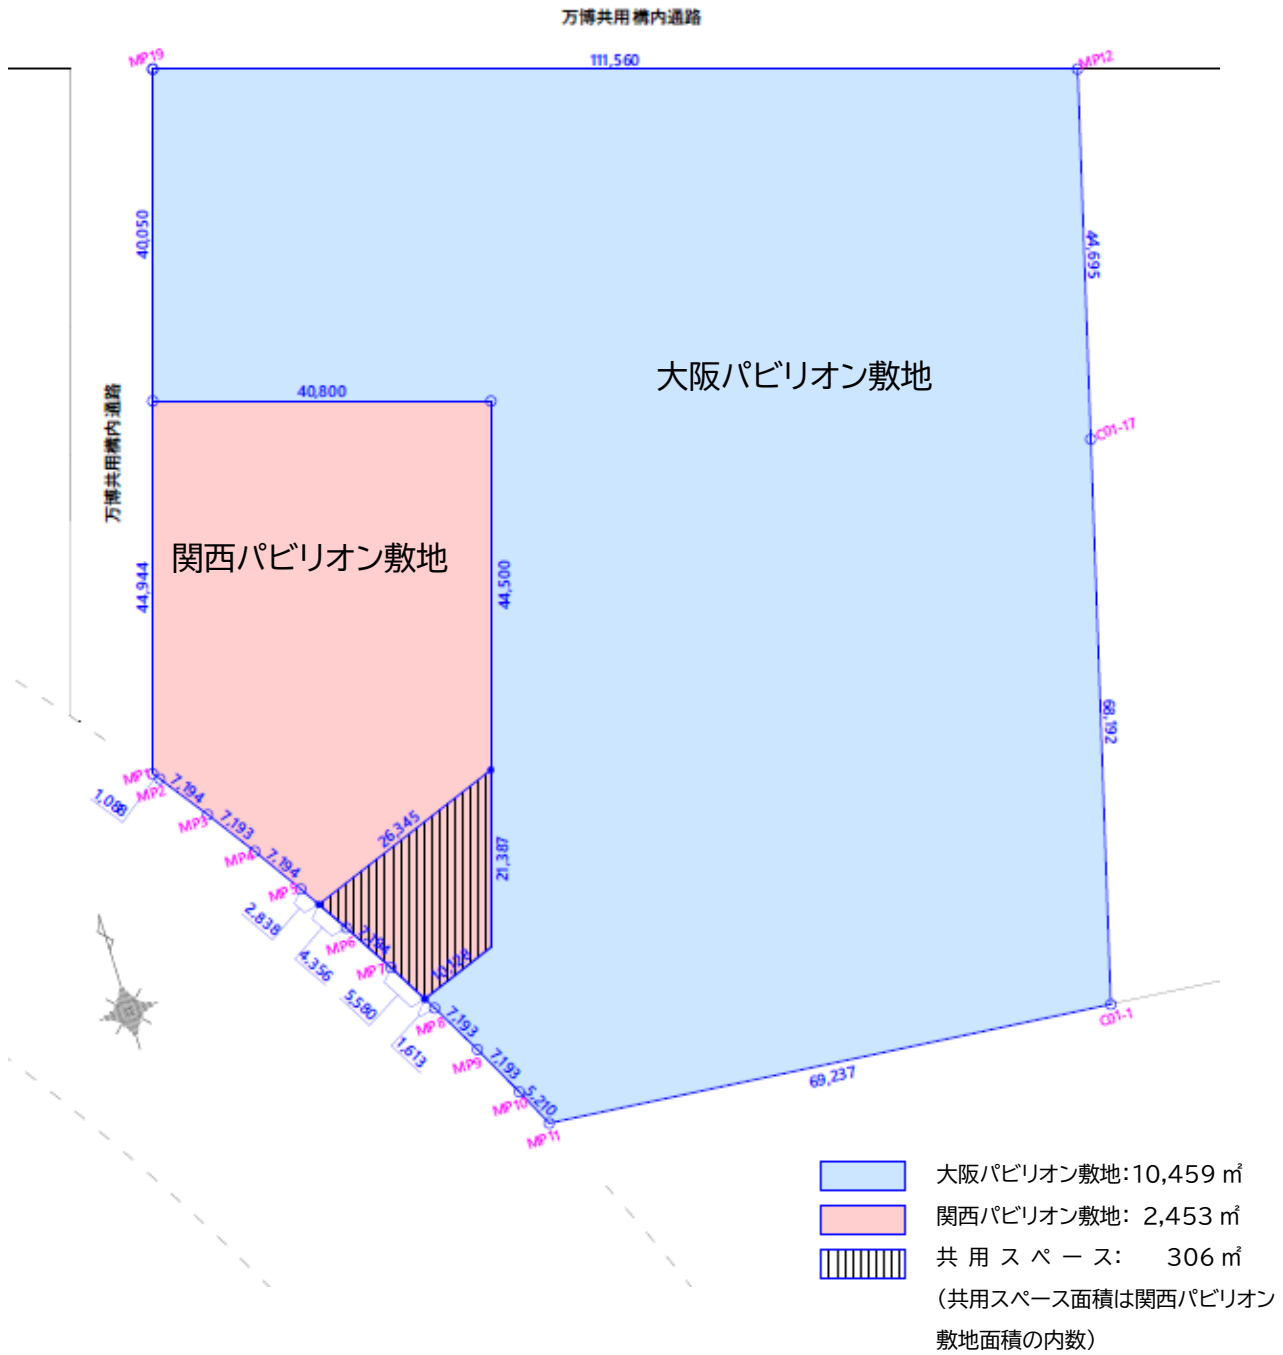 万博共用構内通路
MP19
111,560
MP12
40,050
44,695
大阪パビリオン敷地
40,800
万博共用構内通路
C01-17
関西パビリオン敷地
44,944
44,500
68,192
MP1
MP2
1,088
7,194
MP3
7,193
MP4
7,194
MP5
26,345
21,387
2,838
4,356
MP6
7,194
MP7
10,128
5,580
MP8
1,613
7,193
MP9
7,193
MP10
5,210
MP11
69,237
C01-1
大阪パビリオン敷地:10,459 ㎡
関西パビリオン敷地: 2,453 ㎡
共 用 ス ペ ー ス: 306 ㎡
(共用スペース面積は関西パビリオン
敷地面積の内数)